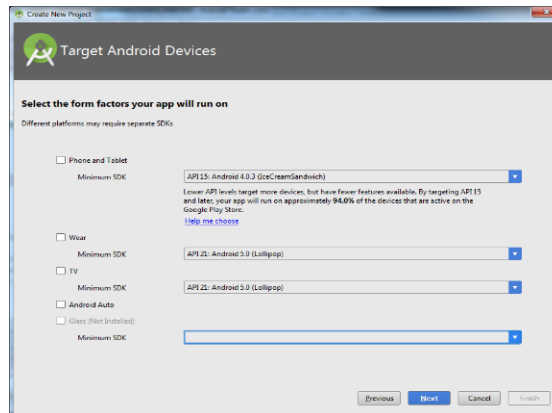 Create New Project
Target Android Devices
Select the form factors your app will run on
Different platforms may require separate SDKs
Phone and Tablet
Minimum SDK
API 15: Android 4.0.3 (IceCreamSandwich)
Lower API levels target more devices, but have fewer features available. By targeting API 15
and later, your app will run on approximately 94.0% of the devices that are active on the
Google Play Store.
Help me choose
Wear
Minimum SDK
API 21: Android 5.0 (Lollipop)
TV
Minimum SDK
API 21: Android 5.0 (Lollipop)
Android Auto
Glass (Not Installed)
Minimum SDK
Previous
Next
Cancel
Finish